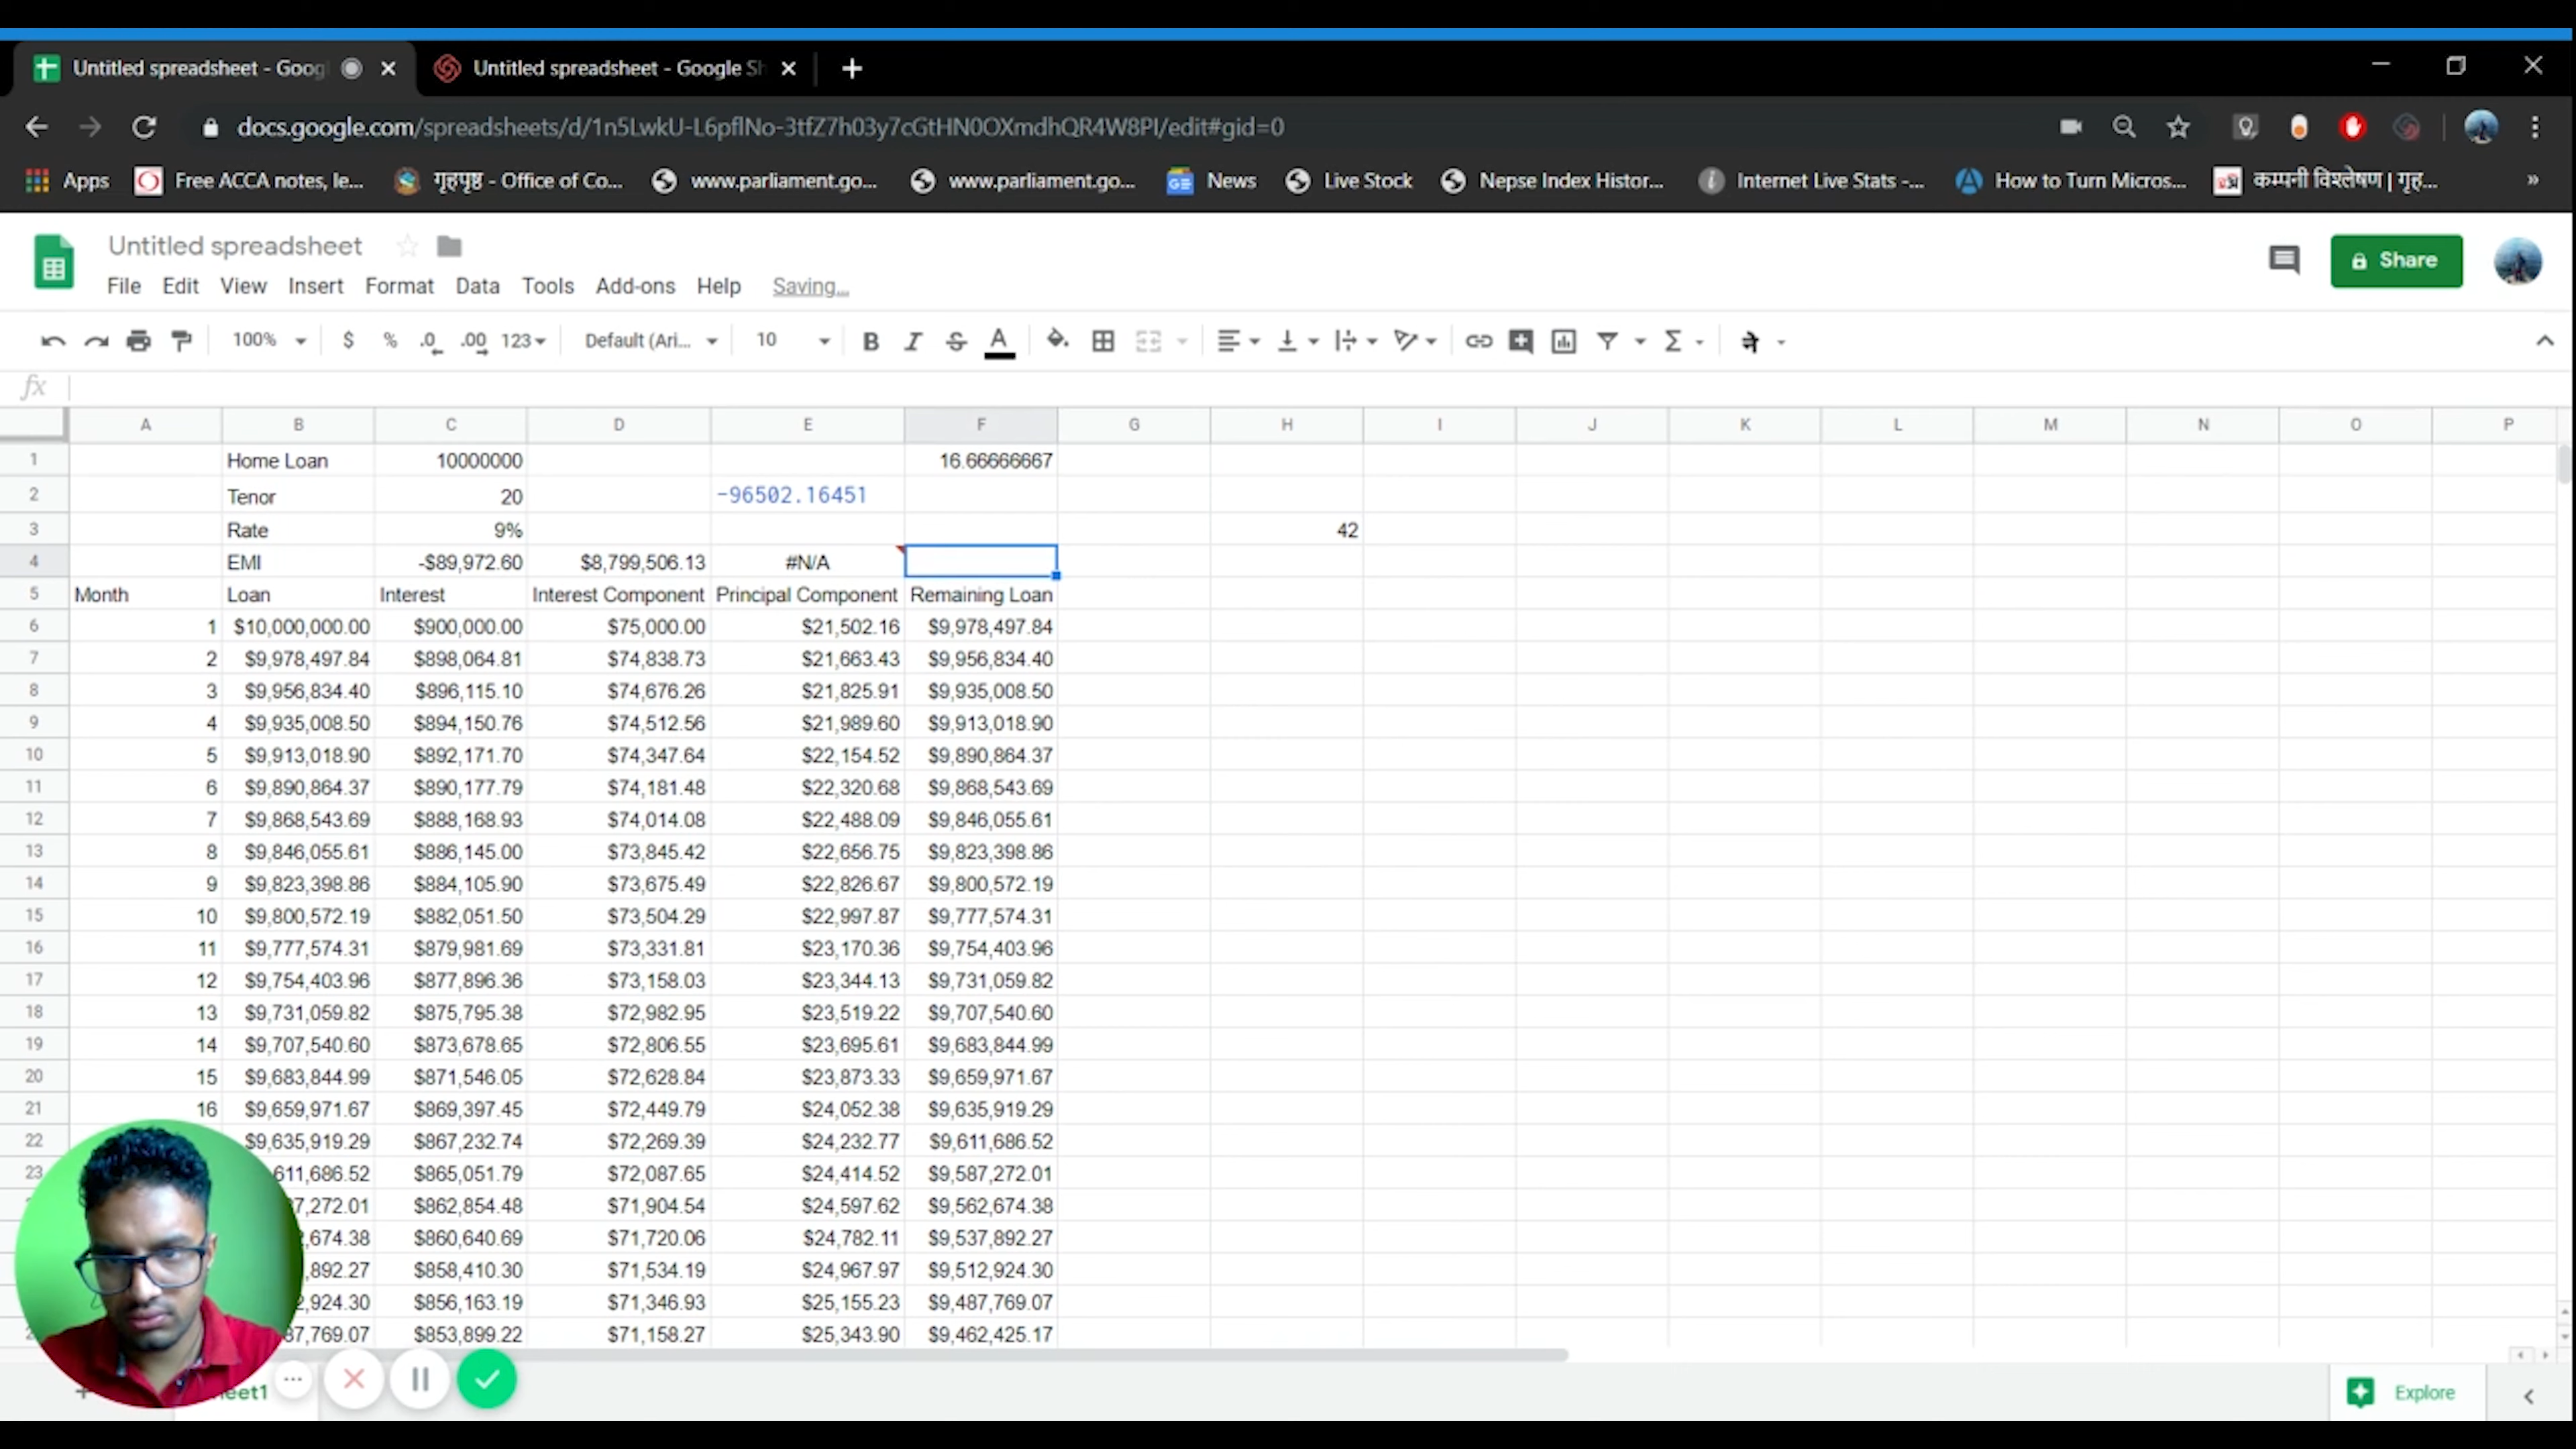 Untitled spreadsheet - Goog
Untitled spreadsheet - Google Sh
docs.google.com/spreadsheets/d/1n5LwkU-L6pflNo-3tfZ7h03y7cGtHN0OXmdhQR4W8PI/edit#gid=0
Apps Free ACCA notes, le... गृहपृष्ठ - Office of Co... www.parliament.go... www.parliament.go... News Live Stock Nepse Index Histor... Internet Live Stats -... How to Turn Micros... कम्पनी विश्लेषण | गृह... »
Untitled spreadsheet
File Edit View Insert Format Data Tools Add-ons Help Saving...
Share
100% $ % .0 .00 123 Default (Ari... 10 B I S A Σ ने
fx
A B C D E F G H I J K L M N O P
1 Home Loan 10000000 16.66666667
2 Tenor 20 -96502.16451
3 Rate 9% 42
4 EMI -$89,972.60 $8,799,506.13 #N/A
5 Month Loan Interest Interest Component Principal Component Remaining Loan
6 1 $10,000,000.00 $900,000.00 $75,000.00 $21,502.16 $9,978,497.84
7 2 $9,978,497.84 $898,064.81 $74,838.73 $21,663.43 $9,956,834.40
8 3 $9,956,834.40 $896,115.10 $74,676.26 $21,825.91 $9,935,008.50
9 4 $9,935,008.50 $894,150.76 $74,512.56 $21,989.60 $9,913,018.90
10 5 $9,913,018.90 $892,171.70 $74,347.64 $22,154.52 $9,890,864.37
11 6 $9,890,864.37 $890,177.79 $74,181.48 $22,320.68 $9,868,543.69
12 7 $9,868,543.69 $888,168.93 $74,014.08 $22,488.09 $9,846,055.61
13 8 $9,846,055.61 $886,145.00 $73,845.42 $22,656.75 $9,823,398.86
14 9 $9,823,398.86 $884,105.90 $73,675.49 $22,826.67 $9,800,572.19
15 10 $9,800,572.19 $882,051.50 $73,504.29 $22,997.87 $9,777,574.31
16 11 $9,777,574.31 $879,981.69 $73,331.81 $23,170.36 $9,754,403.96
17 12 $9,754,403.96 $877,896.36 $73,158.03 $23,344.13 $9,731,059.82
18 13 $9,731,059.82 $875,795.38 $72,982.95 $23,519.22 $9,707,540.60
19 14 $9,707,540.60 $873,678.65 $72,806.55 $23,695.61 $9,683,844.99
20 15 $9,683,844.99 $871,546.05 $72,628.84 $23,873.33 $9,659,971.67
21 16 $9,659,971.67 $869,397.45 $72,449.79 $24,052.38 $9,635,919.29
22 $9,635,919.29 $867,232.74 $72,269.39 $24,232.77 $9,611,686.52
23 611,686.52 $865,051.79 $72,087.65 $24,414.52 $9,587,272.01
7,272.01 $862,854.48 $71,904.54 $24,597.62 $9,562,674.38
,674.38 $860,640.69 $71,720.06 $24,782.11 $9,537,892.27
,892.27 $858,410.30 $71,534.19 $24,967.97 $9,512,924.30
2,924.30 $856,163.19 $71,346.93 $25,155.23 $9,487,769.07
37,769.07 $853,899.22 $71,158.27 $25,343.90 $9,462,425.17
eet1
Explore